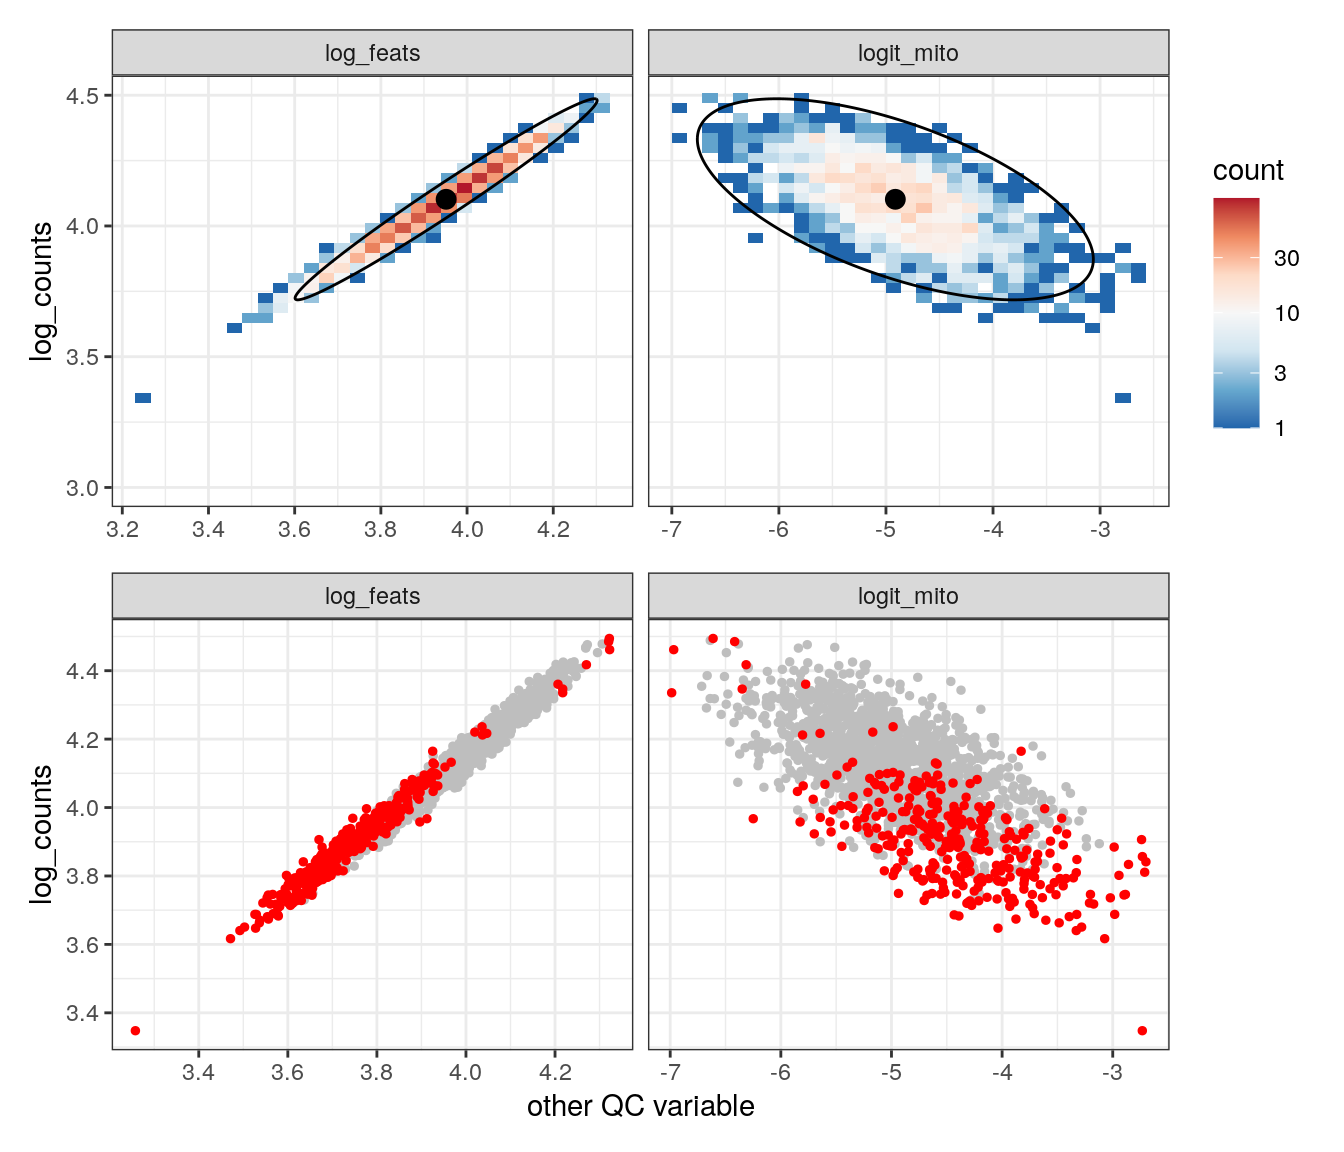 log_feats
logit_mito
log_counts
4.5
4.0
3.5
3.0
3.2 3.4 3.6 3.8 4.0 4.2
-7 -6 -5 -4 -3
count
30
10
3
1
log_feats
logit_mito
log_counts
4.4
4.2
4.0
3.8
3.6
3.4
3.4 3.6 3.8 4.0 4.2
-7 -6 -5 -4 -3
other QC variable